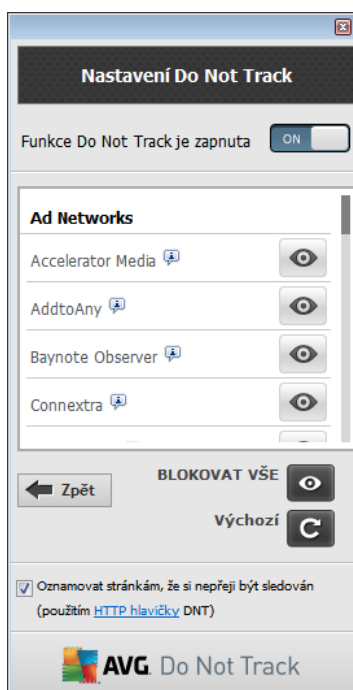 Nastavení Do Not Track
Funkce Do Not Track je zapnuta
ON
Ad Networks
Accelerator Media
AddtoAny
Baynote Observer
Connextra
Zpět
BLOKOVAT VŠE
Výchozí
Oznamovat stránkám, že si nepřeji být sledován
(použitím HTTP hlavičky DNT)
AVG. Do Not Track